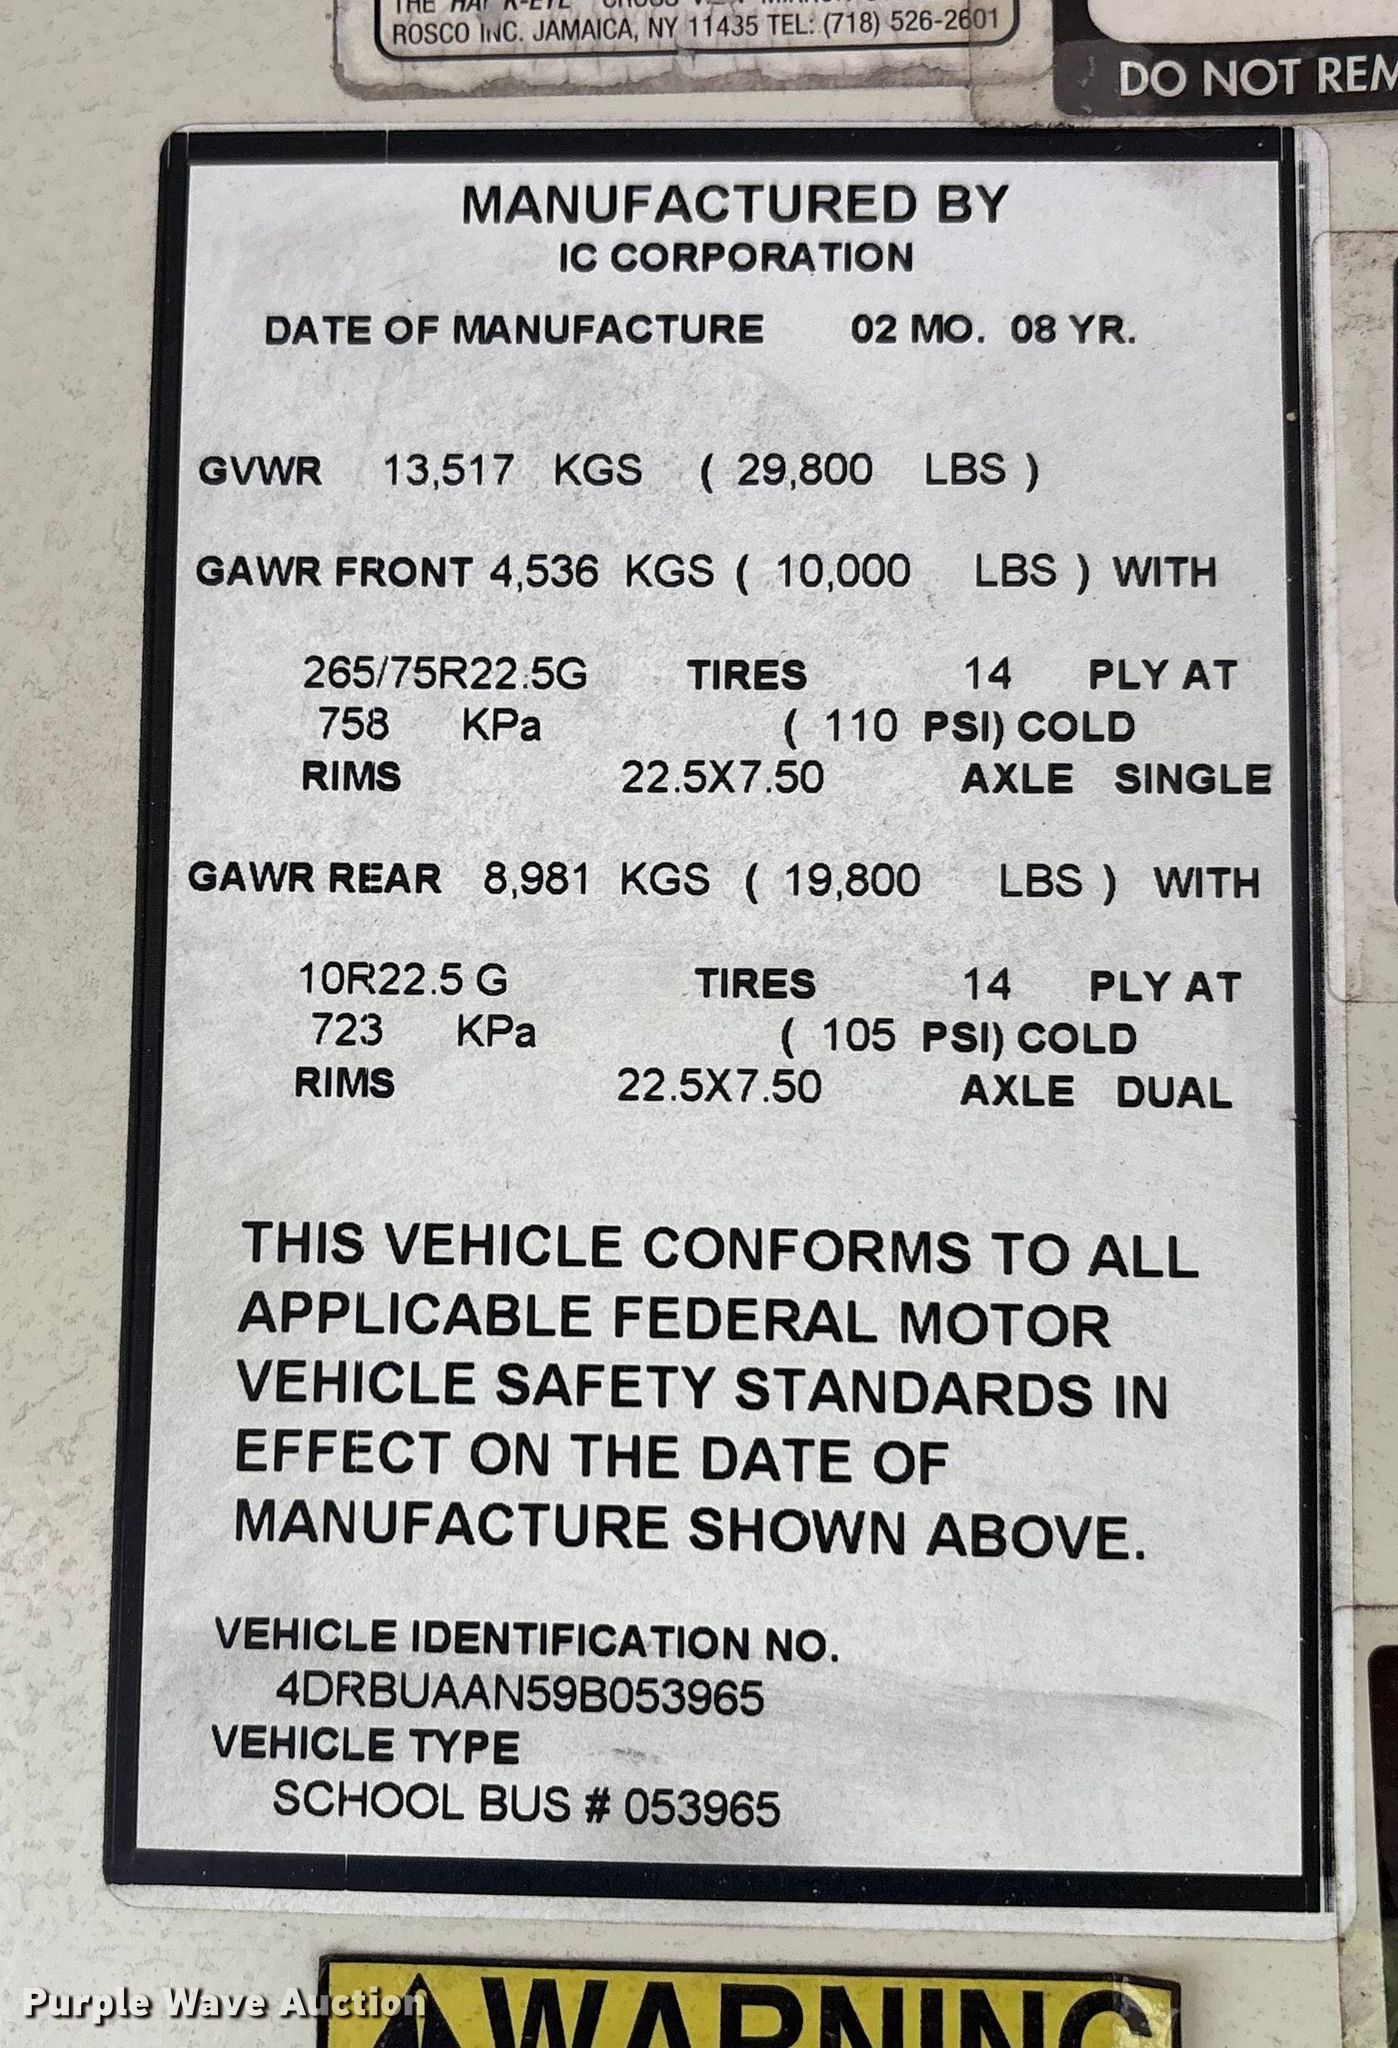 ROSCO INC. JAMAICA, NY 11435 TEL: (718) 526-2601
DO NOT REM
MANUFACTURED BY
IC CORPORATION
DATE OF MANUFACTURE 02 MO. 08 YR.
GVWR 13,517 KGS ( 29,800 LBS )
GAWR FRONT 4,536 KGS ( 10,000 LBS ) WITH
265/75R22.5G TIRES 14 PLY AT
758 KPa ( 110 PSI) COLD
RIMS 22.5X7.50 AXLE SINGLE
GAWR REAR 8,981 KGS ( 19,800 LBS ) WITH
10R22.5 G TIRES 14 PLY AT
723 KPa ( 105 PSI) COLD
RIMS 22.5X7.50 AXLE DUAL
THIS VEHICLE CONFORMS TO ALL
APPLICABLE FEDERAL MOTOR
VEHICLE SAFETY STANDARDS IN
EFFECT ON THE DATE OF
MANUFACTURE SHOWN ABOVE.
VEHICLE IDENTIFICATION NO.
4DRBUAAN59B053965
VEHICLE TYPE
SCHOOL BUS # 053965
WARNING
Purple Wave Auction